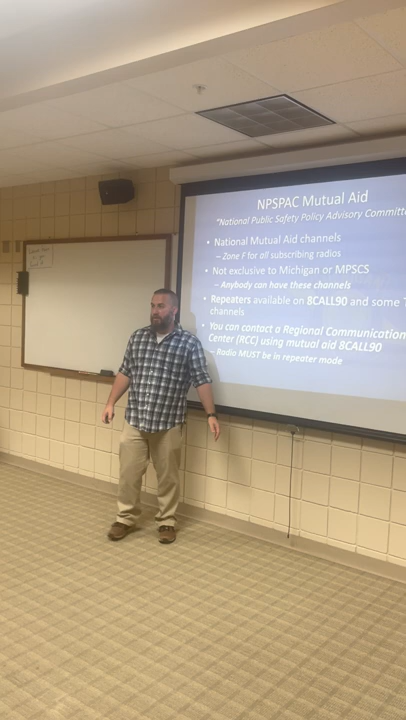 NPSPAC Mutual Aid
"National Public Safety Policy Advisory Committe
• National Mutual Aid channels
– Zone F for all subscribing radios
• Not exclusive to Michigan or MPSCS
– Anybody can have these channels
• Repeaters available on 8CALL90 and some T
channels
• You can contact a Regional Communication
Center (RCC) using mutual aid 8CALL90
– Radio MUST be in repeater mode